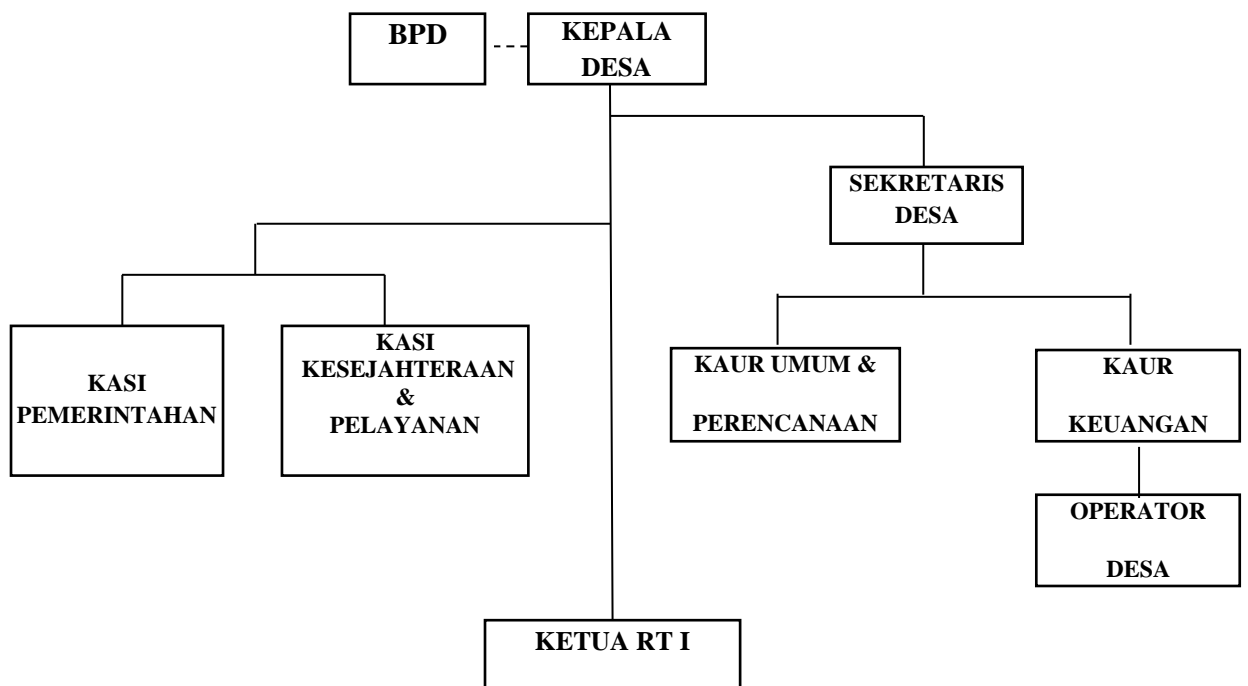 BPD
KEPALA
DESA
SEKRETARIS
DESA
KASI
PEMERINTAHAN
KASI
KESEJAHTERAAN
&
PELAYANAN
KAUR UMUM &
PERENCANAAN
KAUR
KEUANGAN
OPERATOR
DESA
KETUA RT I